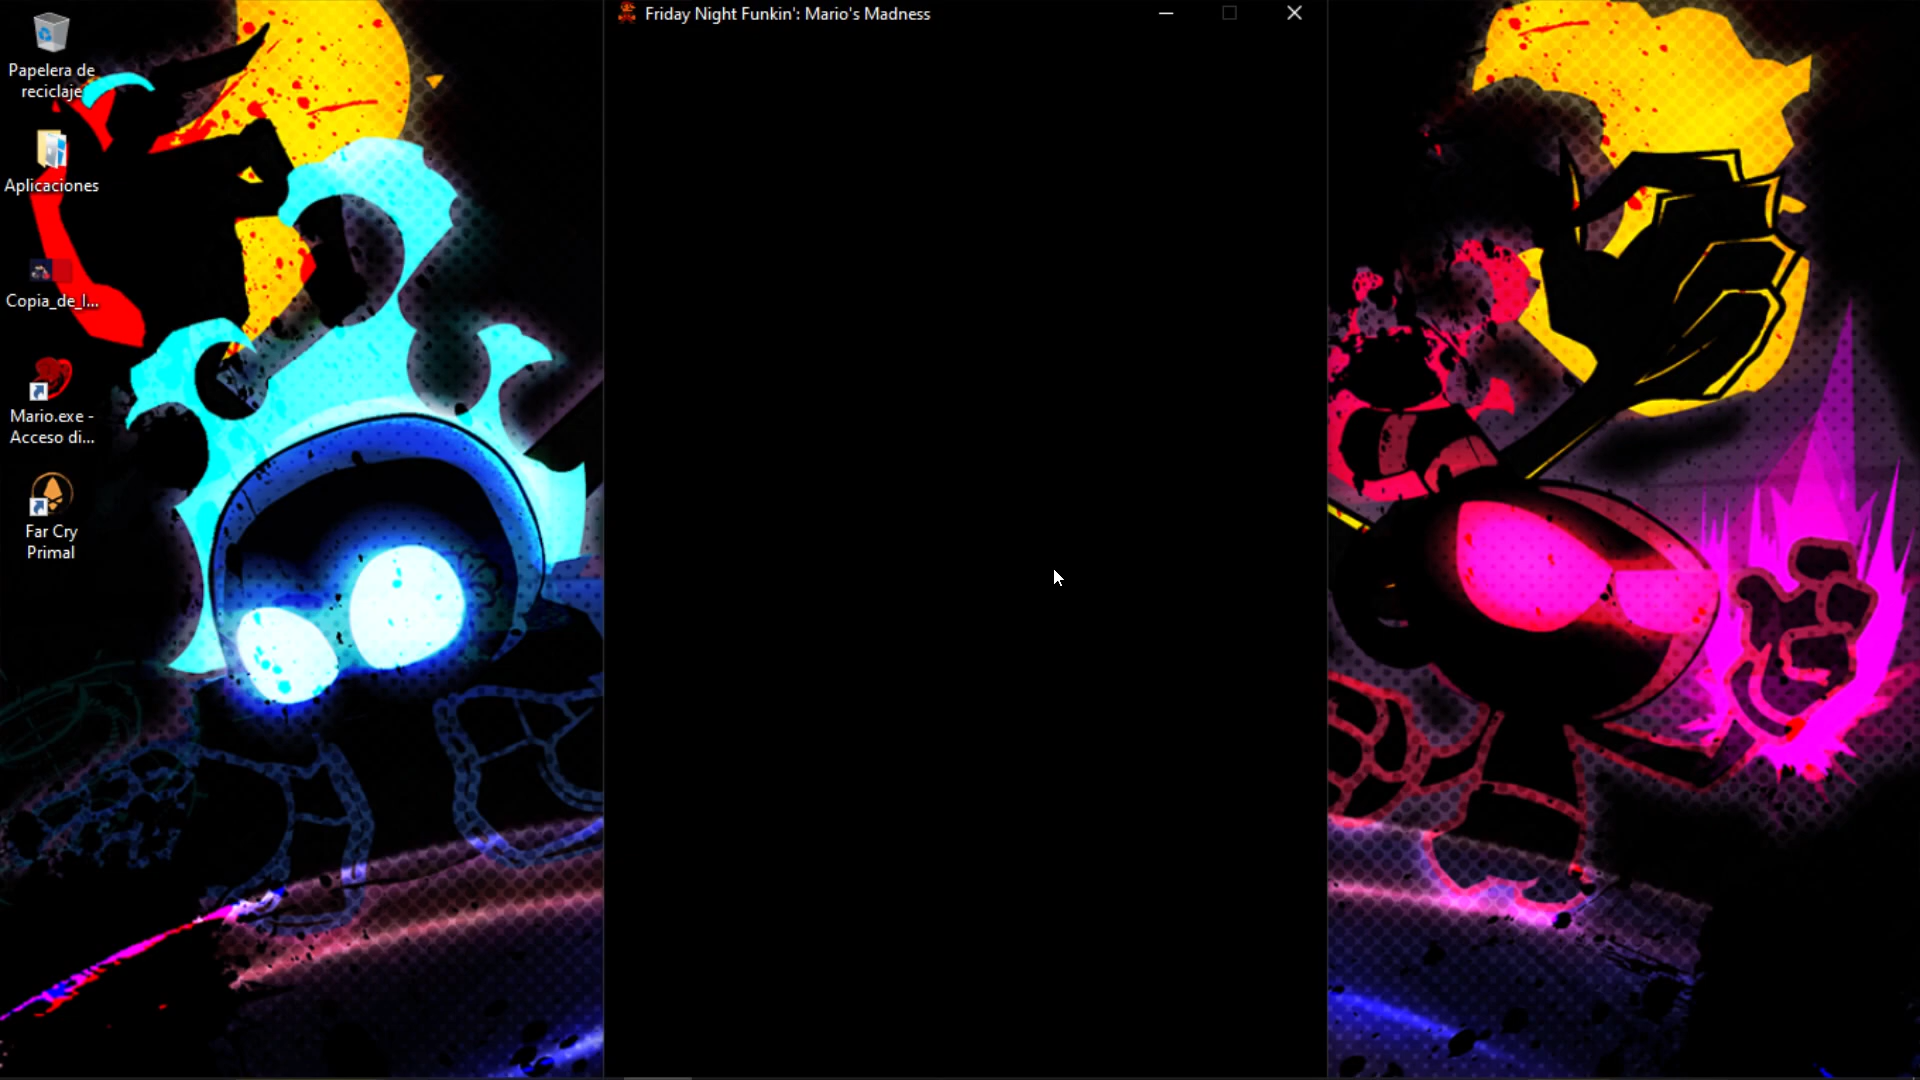 Friday Night Funkin': Mario's Madness
Papelera de
reciclaje
Aplicaciones
Copia_de_l...
Mario.exe -
Acceso di...
Far Cry
Primal